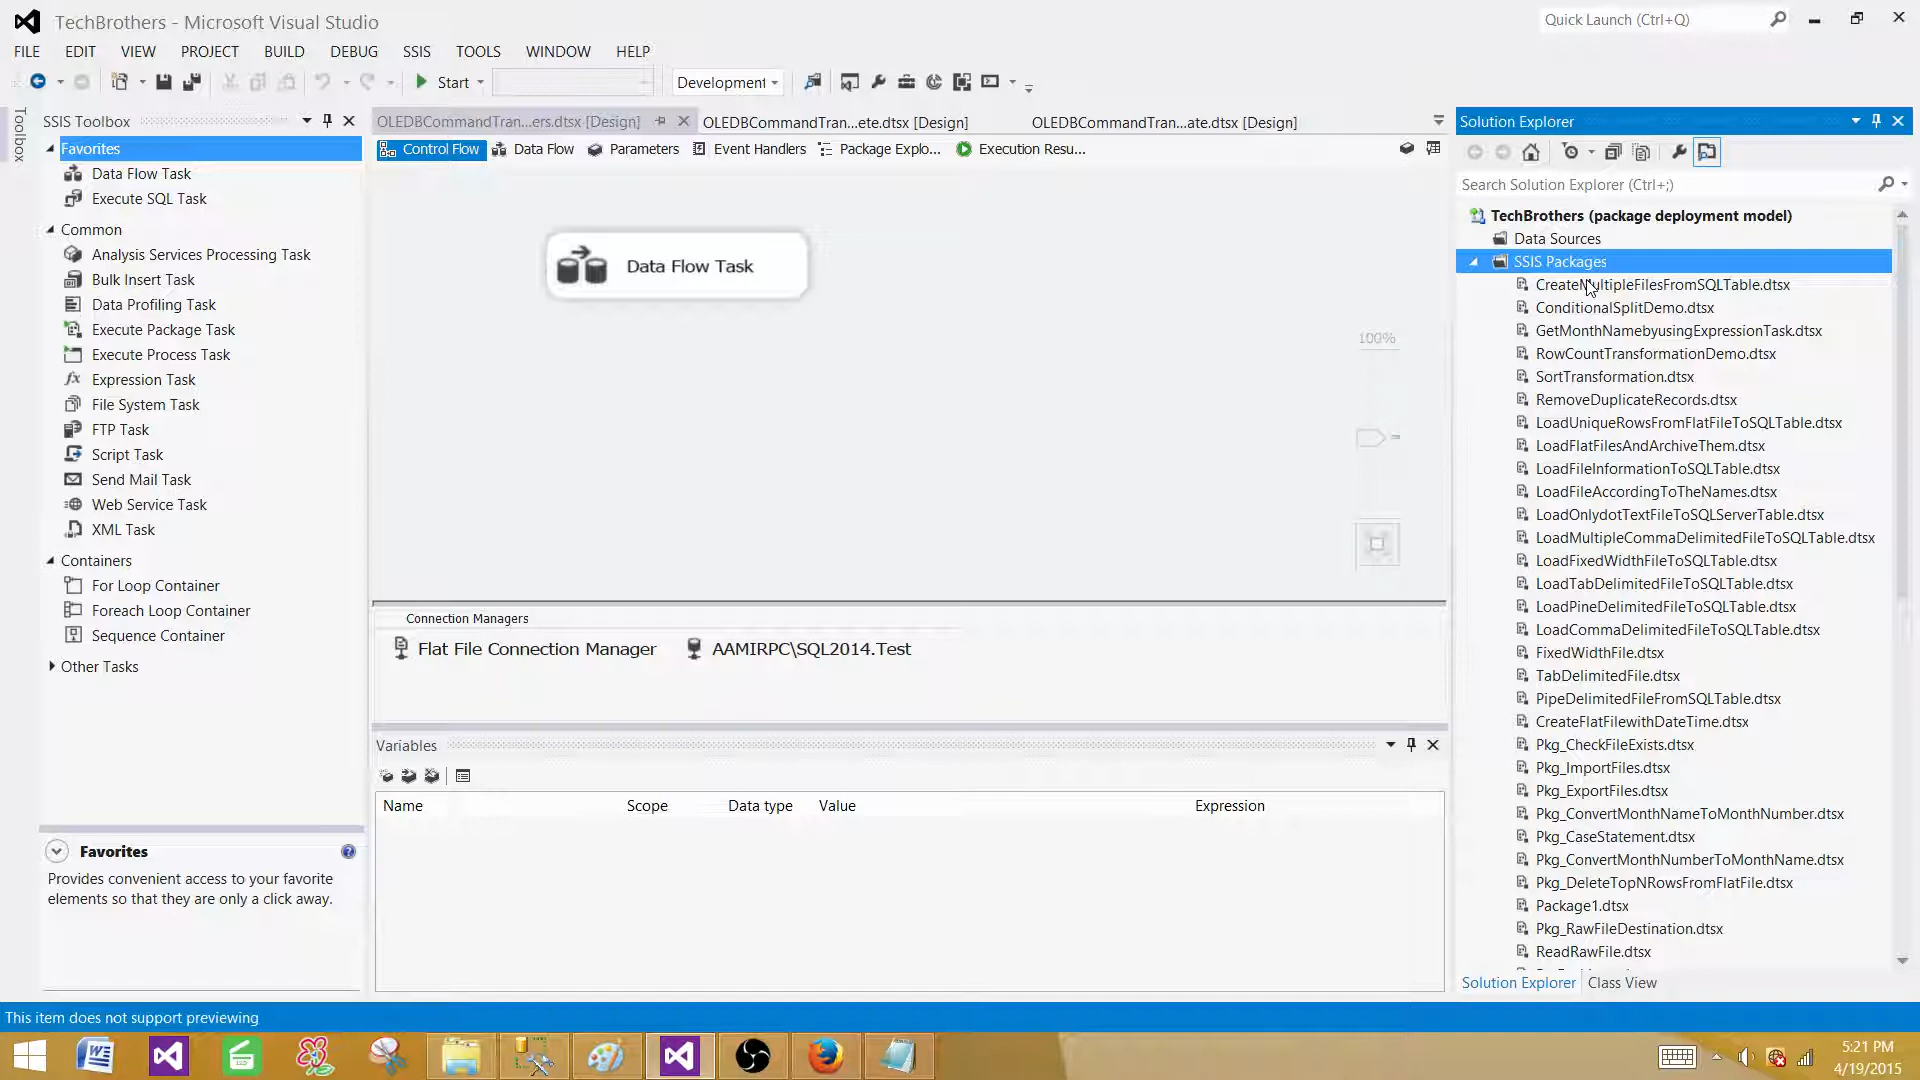 TechBrothers - Microsoft Visual Studio
Quick Launch (Ctrl+Q)
FILE EDIT VIEW PROJECT BUILD DEBUG SSIS TOOLS WINDOW HELP
Start
Development
Toolbox
SSIS Toolbox
Favorites
Data Flow Task
Execute SQL Task
Common
Analysis Services Processing Task
Bulk Insert Task
Data Profiling Task
Execute Package Task
Execute Process Task
Expression Task
File System Task
FTP Task
Script Task
Send Mail Task
Web Service Task
XML Task
Containers
For Loop Container
Foreach Loop Container
Sequence Container
Other Tasks
Favorites
Provides convenient access to your favorite
elements so that they are only a click away.
OLEDBCommandTran...ers.dtsx [Design] OLEDBCommandTran...ete.dtsx [Design] OLEDBCommandTran...ate.dtsx [Design]
Control Flow Data Flow Parameters Event Handlers Package Explo... Execution Resu...
Data Flow Task
100%
Connection Managers
Flat File Connection Manager AAMIRPC\SQL2014.Test
Variables
Name Scope Data type Value Expression
Solution Explorer
Search Solution Explorer (Ctrl+;)
TechBrothers (package deployment model)
Data Sources
SSIS Packages
CreateMultipleFilesFromSQLTable.dtsx
ConditionalSplitDemo.dtsx
GetMonthNamebyusingExpressionTask.dtsx
RowCountTransformationDemo.dtsx
SortTransformation.dtsx
RemoveDuplicateRecords.dtsx
LoadUniqueRowsFromFlatFileToSQLTable.dtsx
LoadFlatFilesAndArchiveThem.dtsx
LoadFileInformationToSQLTable.dtsx
LoadFileAccordingToTheNames.dtsx
LoadOnlydotTextFileToSQLServerTable.dtsx
LoadMultipleCommaDelimitedFileToSQLTable.dtsx
LoadFixedWidthFileToSQLTable.dtsx
LoadTabDelimitedFileToSQLTable.dtsx
LoadPineDelimitedFileToSQLTable.dtsx
LoadCommaDelimitedFileToSQLTable.dtsx
FixedWidthFile.dtsx
TabDelimitedFile.dtsx
PipeDelimitedFileFromSQLTable.dtsx
CreateFlatFilewithDateTime.dtsx
Pkg_CheckFileExists.dtsx
Pkg_ImportFiles.dtsx
Pkg_ExportFiles.dtsx
Pkg_ConvertMonthNameToMonthNumber.dtsx
Pkg_CaseStatement.dtsx
Pkg_ConvertMonthNumberToMonthName.dtsx
Pkg_DeleteTopNRowsFromFlatFile.dtsx
Package1.dtsx
Pkg_RawFileDestination.dtsx
ReadRawFile.dtsx
Solution Explorer Class View
This item does not support previewing
5:21 PM
4/19/2015